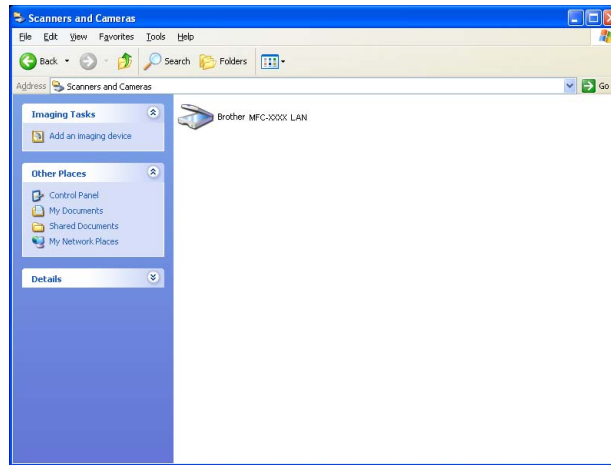 Scanners and Cameras
File Edit View Favorites Tools Help
Back Search Folders
Address Scanners and Cameras Go
Imaging Tasks
Add an imaging device
Other Places
Control Panel
My Documents
Shared Documents
My Network Places
Details
Brother MFC-XXXX LAN